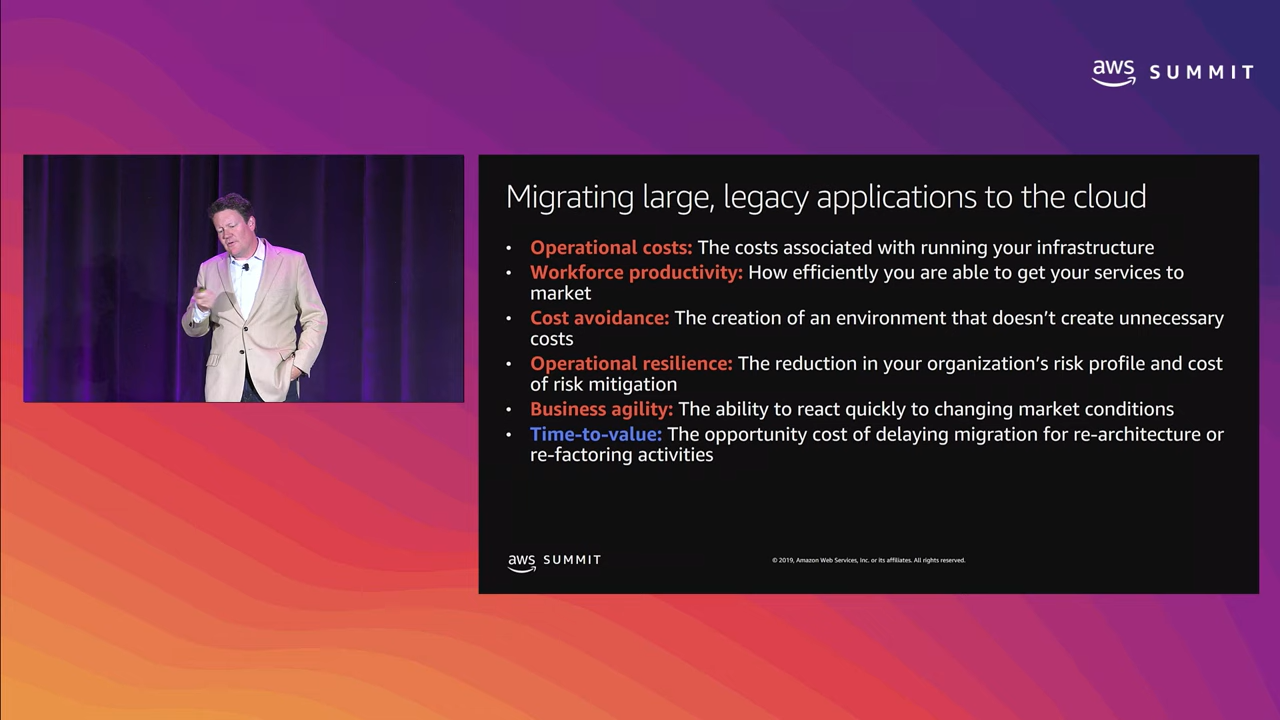 aws SUMMIT
Migrating large, legacy applications to the cloud
• Operational costs: The costs associated with running your infrastructure
• Workforce productivity: How efficiently you are able to get your services to
market
• Cost avoidance: The creation of an environment that doesn’t create unnecessary
costs
• Operational resilience: The reduction in your organization’s risk profile and cost
of risk mitigation
• Business agility: The ability to react quickly to changing market conditions
• Time-to-value: The opportunity cost of delaying migration for re-architecture or
re-factoring activities
aws SUMMIT
© 2019, Amazon Web Services, Inc. or its affiliates. All rights reserved.